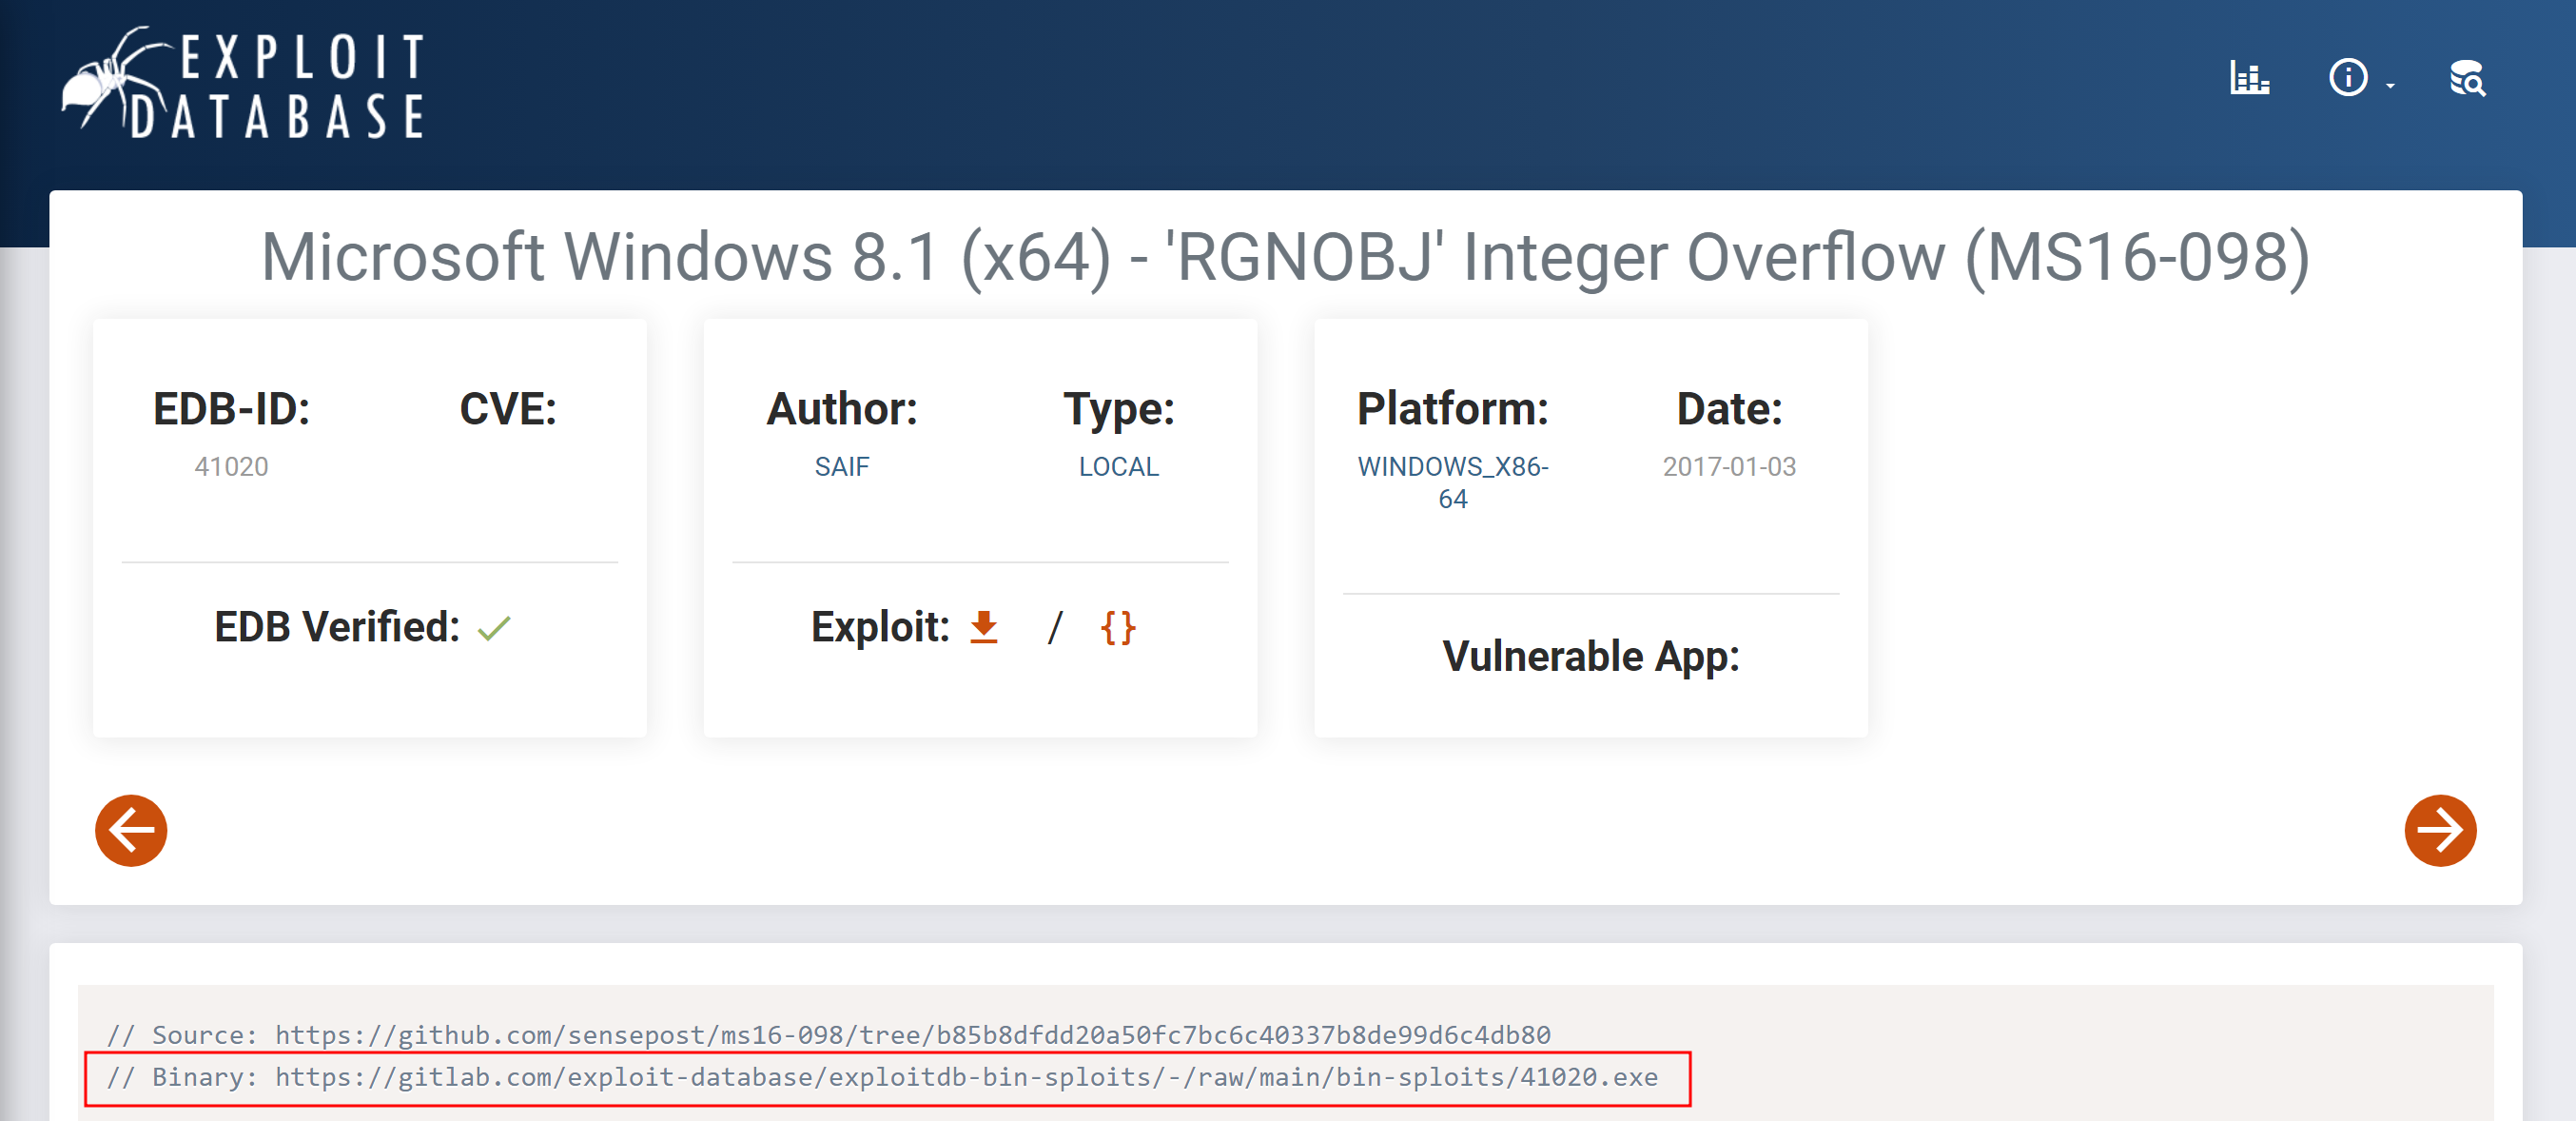 EXPLOIT
DATABASE
Microsoft Windows 8.1 (x64) - 'RGNOBJ' Integer Overflow (MS16-098)
EDB-ID:
41020
CVE:
EDB Verified:
Author:
SAIF
Type:
LOCAL
Exploit: / {}
Platform:
WINDOWS_X86-
64
Date:
2017-01-03
Vulnerable App:
// Source: https://github.com/sensepost/ms16-098/tree/b85b8dfdd20a50fc7bc6c40337b8de99d6c4db80
// Binary: https://gitlab.com/exploit-database/exploitdb-bin-sploits/-/raw/main/bin-sploits/41020.exe